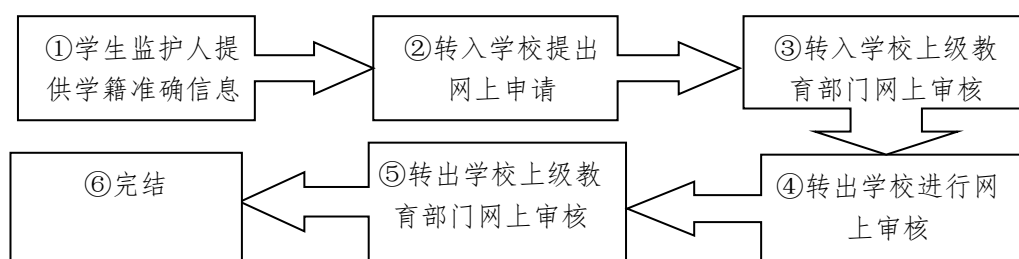 ①学生监护人提
供学籍准确信息
②转入学校提出
网上申请
③转入学校上级教
育部门网上审核
④转出学校进行网
上审核
⑤转出学校上级教
育部门网上审核
⑥完结